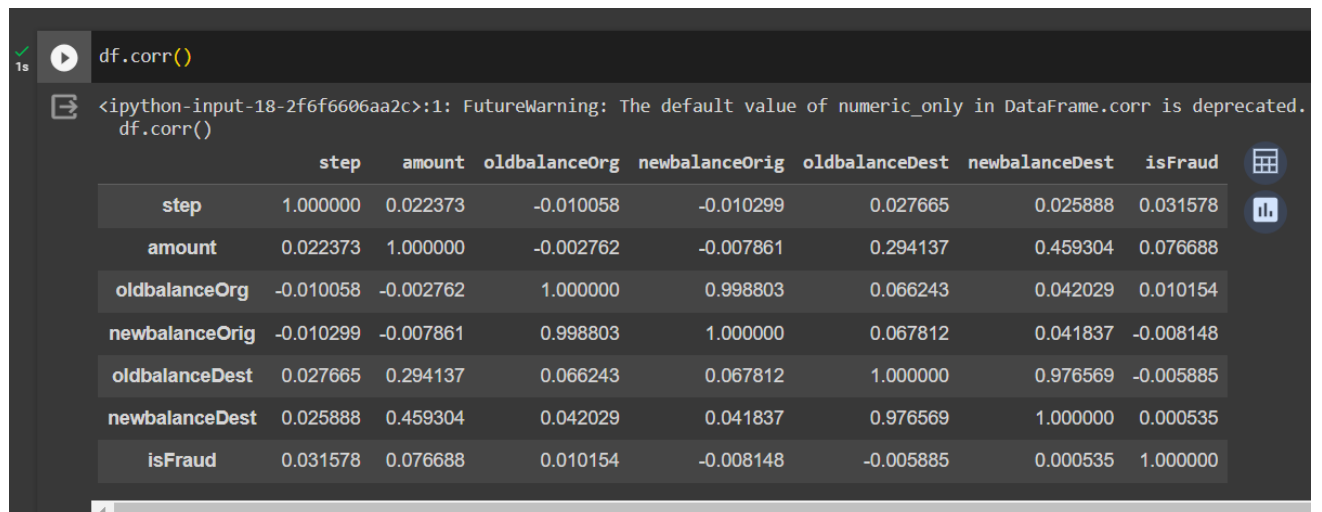 df.corr()
1s
<ipython-input-18-2f6f6606aa2c>:1: FutureWarning: The default value of numeric_only in DataFrame.corr is deprecated.
df.corr()
step amount oldbalanceOrg newbalanceOrig oldbalanceDest newbalanceDest isFraud
step 1.000000 0.022373 -0.010058 -0.010299 0.027665 0.025888 0.031578
amount 0.022373 1.000000 -0.002762 -0.007861 0.294137 0.459304 0.076688
oldbalanceOrg -0.010058 -0.002762 1.000000 0.998803 0.066243 0.042029 0.010154
newbalanceOrig -0.010299 -0.007861 0.998803 1.000000 0.067812 0.041837 -0.008148
oldbalanceDest 0.027665 0.294137 0.066243 0.067812 1.000000 0.976569 -0.005885
newbalanceDest 0.025888 0.459304 0.042029 0.041837 0.976569 1.000000 0.000535
isFraud 0.031578 0.076688 0.010154 -0.008148 -0.005885 0.000535 1.000000